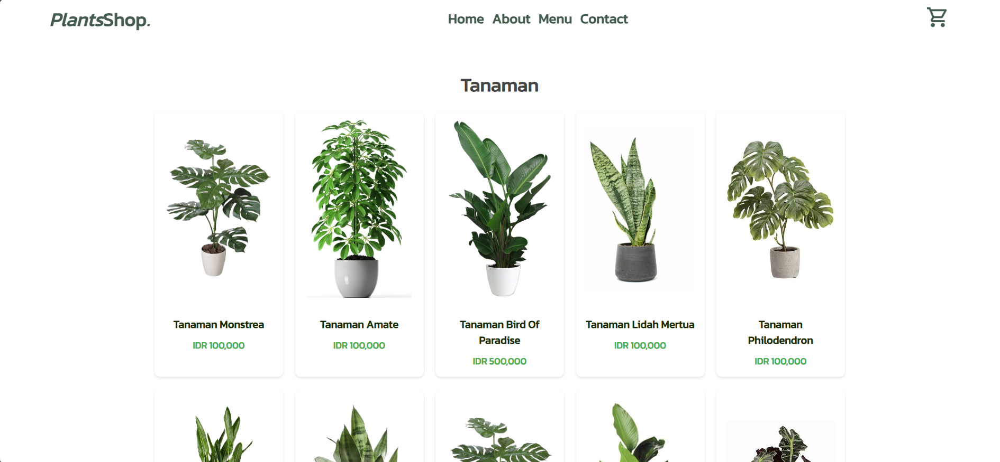 PlantsShop.
Home About Menu Contact
Tanaman
Tanaman Monstrea
IDR 100,000
Tanaman Amate
IDR 100,000
Tanaman Bird Of
Paradise
IDR 500,000
Tanaman Lidah Mertua
IDR 100,000
Tanaman
Philodendron
IDR 100,000